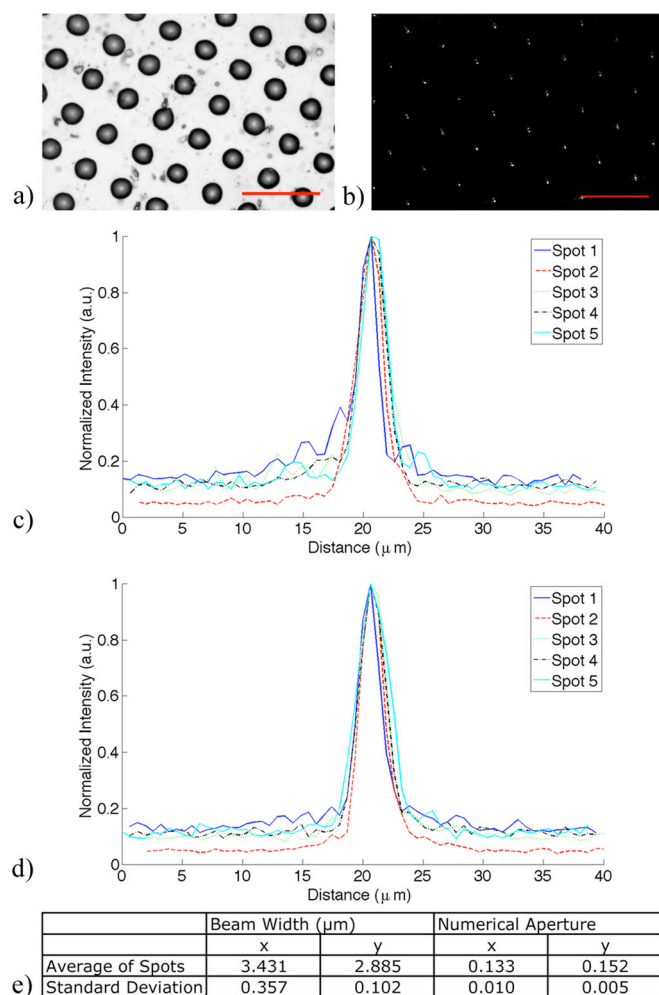 a)
b)
Normalized Intensity (a.u.)
1
0.8
0.6
0.4
0.2
0
0 5 10 15 20 25 30 35 40
Distance (μm)
Spot 1
Spot 2
Spot 3
Spot 4
Spot 5
c)
Normalized Intensity (a.u.)
1
0.8
0.6
0.4
0.2
0
0 5 10 15 20 25 30 35 40
Distance (μm)
Spot 1
Spot 2
Spot 3
Spot 4
Spot 5
d)
Beam Width (μm) Numerical Aperture
x y x y
Average of Spots 3.431 2.885 0.133 0.152
Standard Deviation 0.357 0.102 0.010 0.005
e)